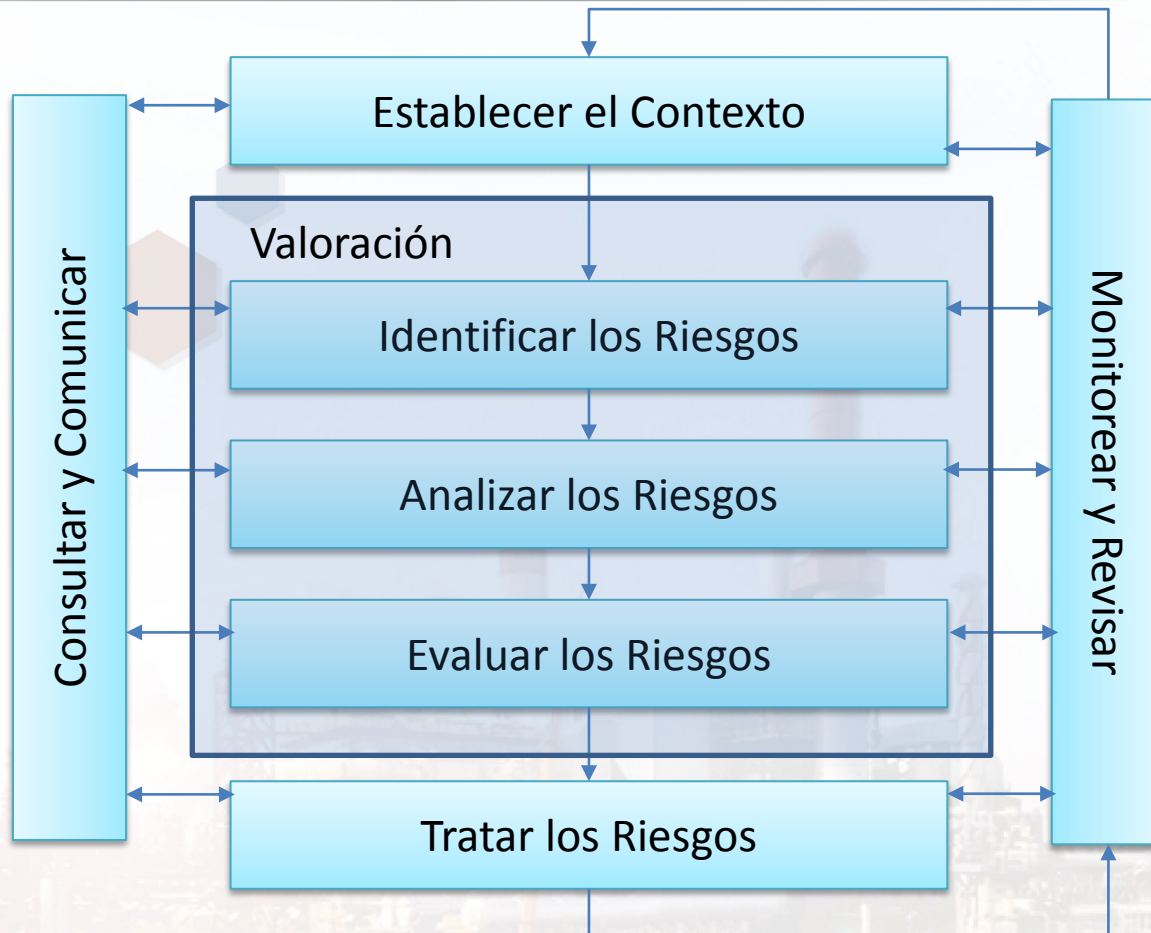 Establecer el Contexto
Consultar y Comunicar
Valoración
Identificar los Riesgos
Analizar los Riesgos
Evaluar los Riesgos
Tratar los Riesgos
Monitorear y Revisar